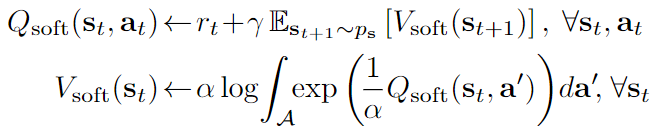 Q_soft(s_t, a_t) ← r_t + γ 𝔼_{s_{t+1}∼p_s} [V_soft(s_{t+1})] , ∀s_t, a_t
V_soft(s_t) ← α log ∫_𝒜 exp ( 1/α Q_soft(s_t, a′) ) da′, ∀s_t